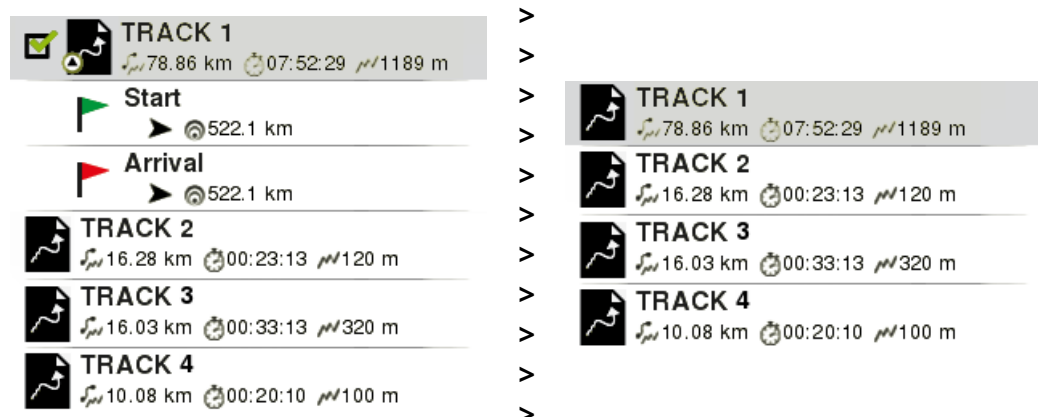 TRACK 1
78.86 km 07:52:29 1189 m
Start
522.1 km
Arrival
522.1 km
TRACK 2
16.28 km 00:23:13 120 m
TRACK 3
16.03 km 00:33:13 320 m
TRACK 4
10.08 km 00:20:10 100 m
>
>
>
>
>
>
>
>
>
>
>
TRACK 1
78.86 km 07:52:29 1189 m
TRACK 2
16.28 km 00:23:13 120 m
TRACK 3
16.03 km 00:33:13 320 m
TRACK 4
10.08 km 00:20:10 100 m